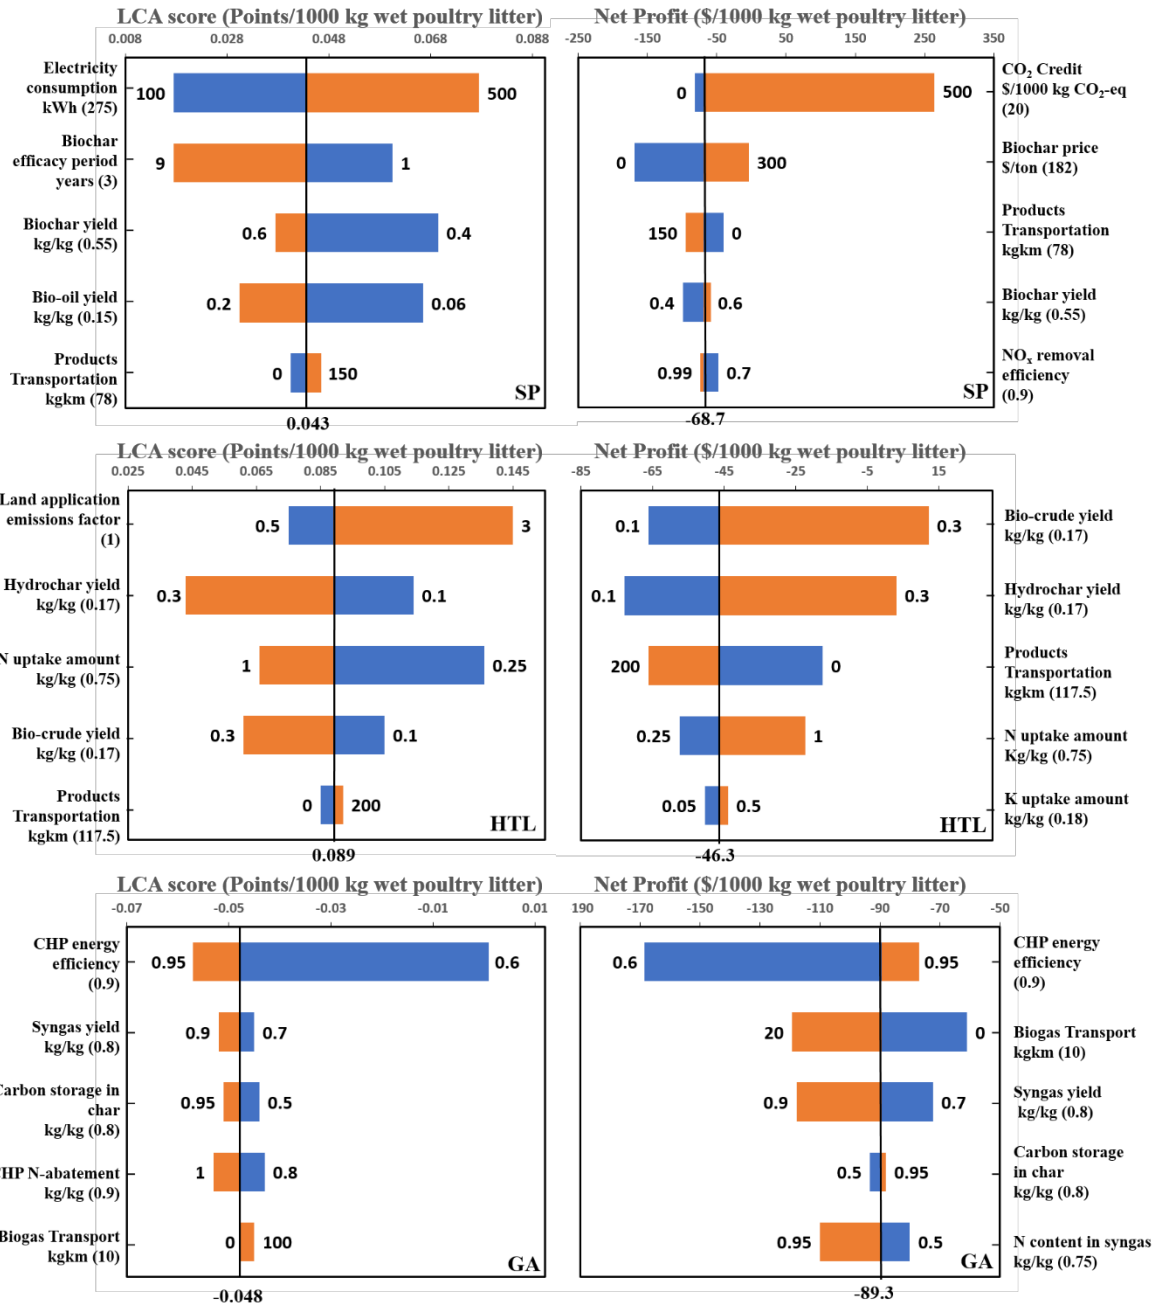 LCA score (Points/1000 kg wet poultry litter)
0.008 0.028 0.048 0.068 0.088
Electricity
consumption
kWh (275)
100
500
Biochar
efficacy period
years (3)
9
1
Biochar yield
kg/kg (0.55)
0.6
0.4
Bio-oil yield
kg/kg (0.15)
0.2
0.06
Products
Transportation
kgkm (78)
0
150
SP
0.043
Net Profit ($/1000 kg wet poultry litter)
-250 -150 -50 50 150 250 350
0
500
CO₂ Credit
$/1000 kg CO₂-eq
(20)
0
300
Biochar price
$/ton (182)
150
0
Products
Transportation
kgkm (78)
0.4
0.6
Biochar yield
kg/kg (0.55)
0.99
0.7
NOₓ removal
efficiency
(0.9)
SP
-68.7
LCA score (Points/1000 kg wet poultry litter)
0.025 0.045 0.065 0.085 0.105 0.125 0.145
Land application
emissions factor
(1)
0.5
3
Hydrochar yield
kg/kg (0.17)
0.3
0.1
N uptake amount
kg/kg (0.75)
1
0.25
Bio-crude yield
kg/kg (0.17)
0.3
0.1
Products
Transportation
kgkm (117.5)
0
200
HTL
0.089
Net Profit ($/1000 kg wet poultry litter)
-85 -65 -45 -25 -5 15
0.1
0.3
Bio-crude yield
kg/kg (0.17)
0.1
0.3
Hydrochar yield
kg/kg (0.17)
200
0
Products
Transportation
kgkm (117.5)
0.25
1
N uptake amount
Kg/kg (0.75)
0.05
0.5
K uptake amount
kg/kg (0.18)
HTL
-46.3
LCA score (Points/1000 kg wet poultry litter)
-0.07 -0.05 -0.03 -0.01 0.01
CHP energy
efficiency
(0.9)
0.95
0.6
Syngas yield
kg/kg (0.8)
0.9
0.7
Carbon storage in
char
kg/kg (0.8)
0.95
0.5
CHP N-abatement
kg/kg (0.9)
1
0.8
Biogas Transport
kgkm (10)
0
100
GA
-0.048
Net Profit ($/1000 kg wet poultry litter)
190 -170 -150 -130 -110 -90 -70 -50
0.6
0.95
CHP energy
efficiency
(0.9)
20
0
Biogas Transport
kgkm (10)
0.9
0.7
Syngas yield
kg/kg (0.8)
0.5
0.95
Carbon storage
in char
kg/kg (0.8)
0.95
0.5
N content in syngas
kg/kg (0.75)
GA
-89.3